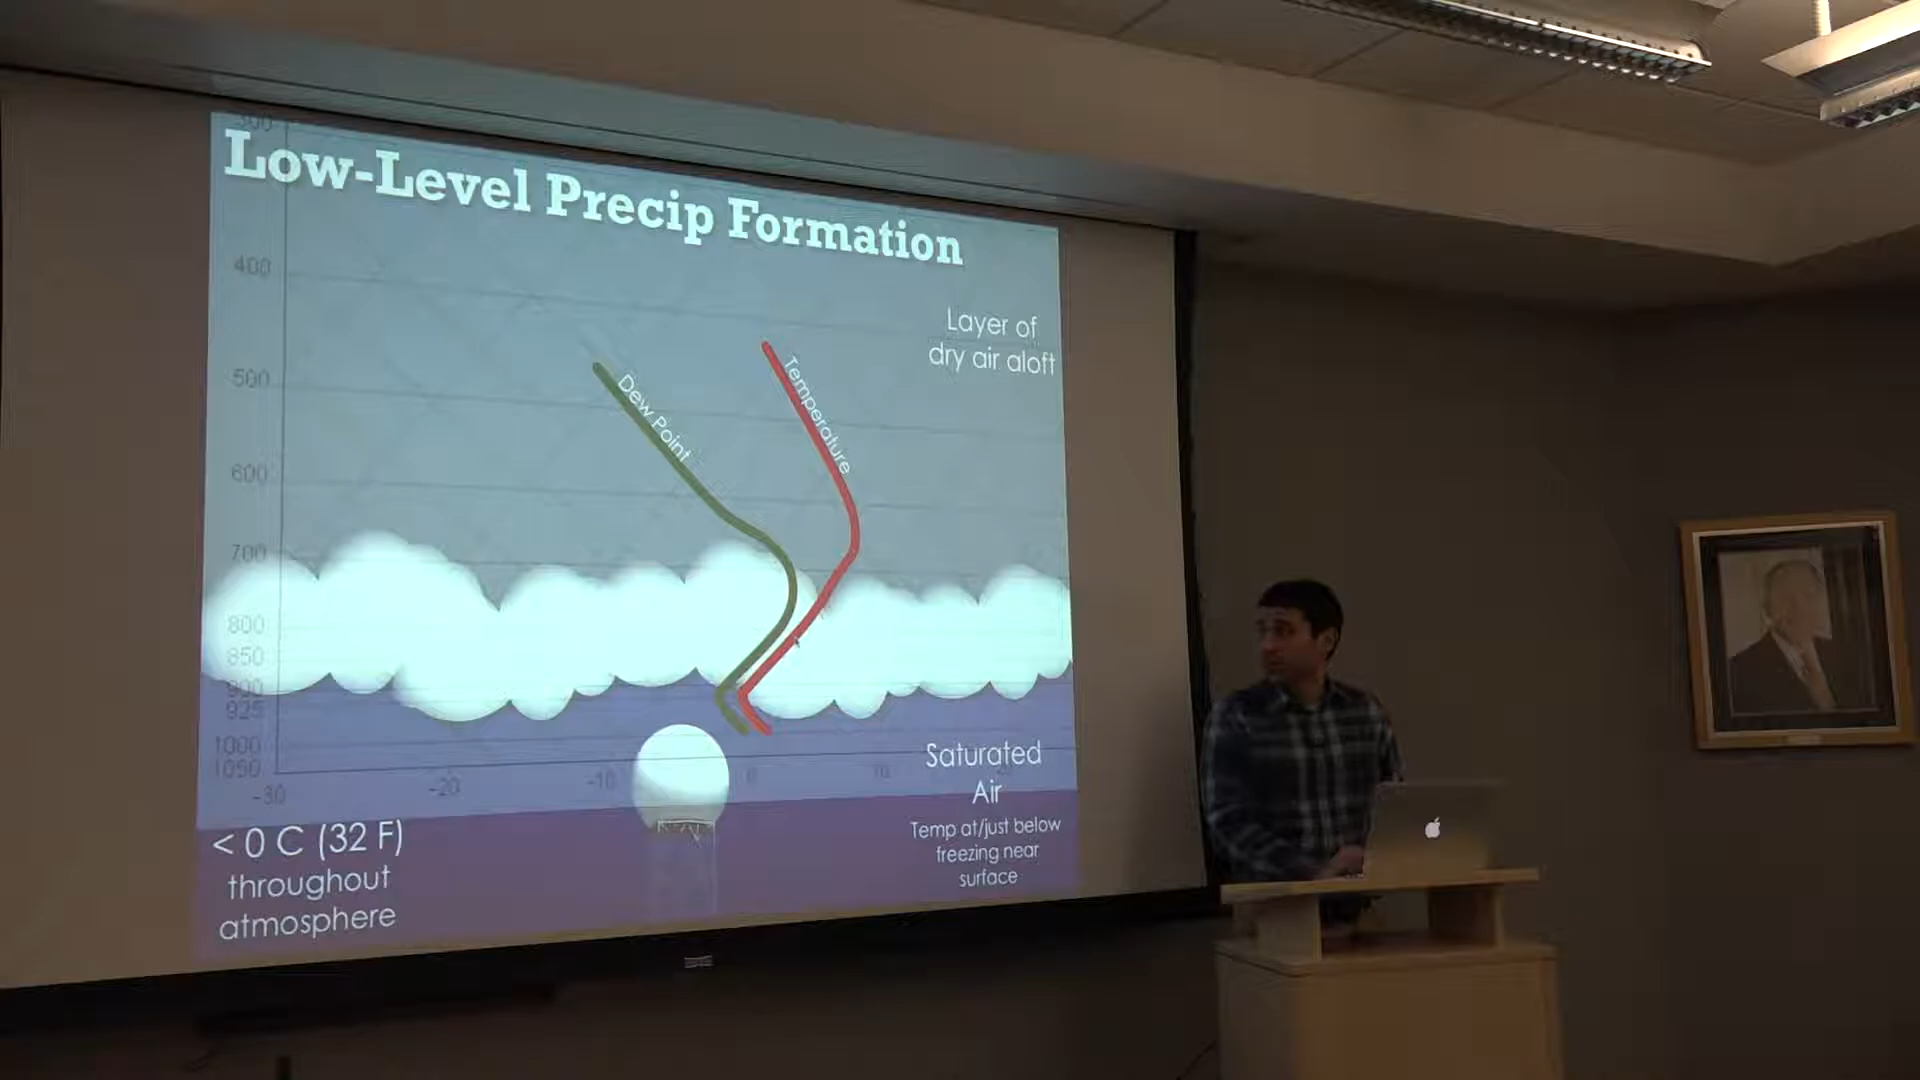 300
Low-Level Precip Formation
400
Layer of
dry air aloft
500
Temperature
Dew Point
600
700
800
850
900
925
1000
1050
-30
-20
-10
0
10
Saturated
Air
< 0 C (32 F)
throughout
atmosphere
Temp at/just below
freezing near
surface